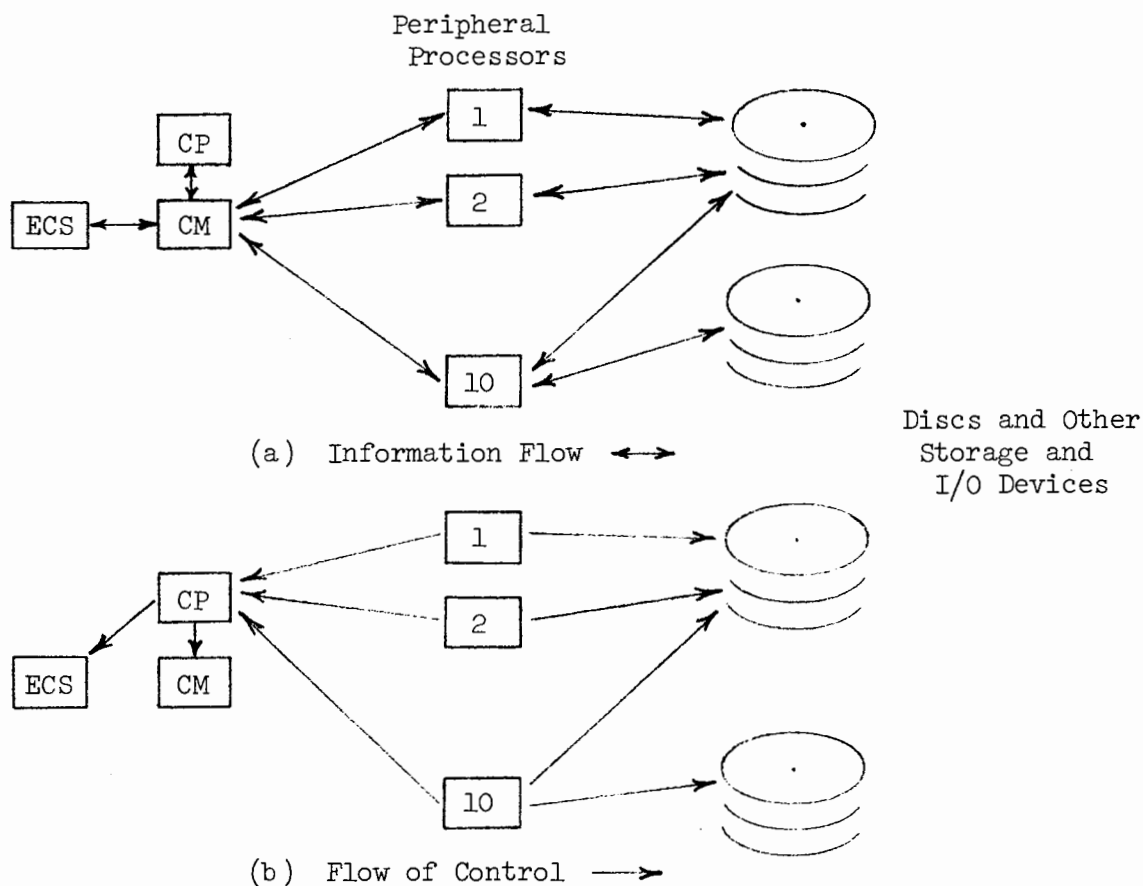 Peripheral
Processors
1
CP
2
ECS
CM
10
(a) Information Flow
Discs and Other
Storage and
I/O Devices
1
CP
2
ECS
CM
10
(b) Flow of Control